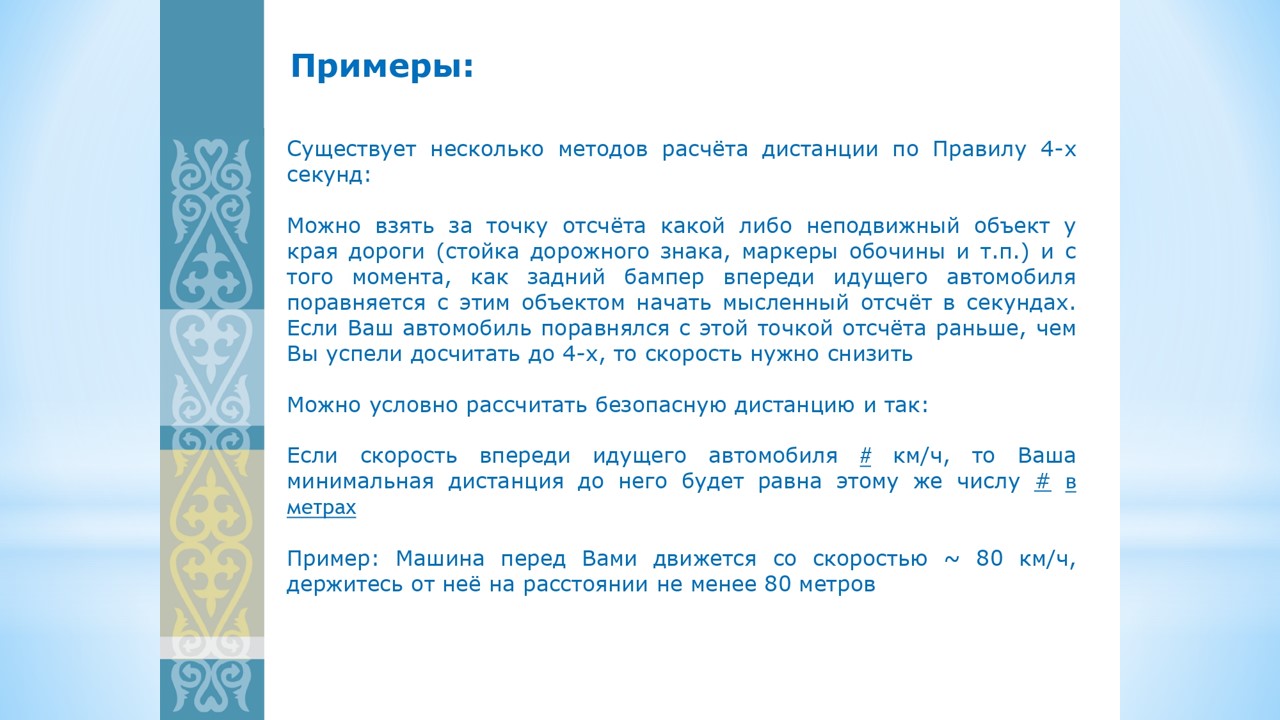 Примеры:
Существует несколько методов расчёта дистанции по Правилу 4-х
секунд:
Можно взять за точку отсчёта какой либо неподвижный объект у
края дороги (стойка дорожного знака, маркеры обочины и т.п.) и с
того момента, как задний бампер впереди идущего автомобиля
поравняется с этим объектом начать мысленный отсчёт в секундах.
Если Ваш автомобиль поравнялся с этой точкой отсчёта раньше, чем
Вы успели досчитать до 4-х, то скорость нужно снизить
Можно условно рассчитать безопасную дистанцию и так:
Если скорость впереди идущего автомобиля # км/ч, то Ваша
минимальная дистанция до него будет равна этому же числу # в
метрах
Пример: Машина перед Вами движется со скоростью ~ 80 км/ч,
держитесь от неё на расстоянии не менее 80 метров